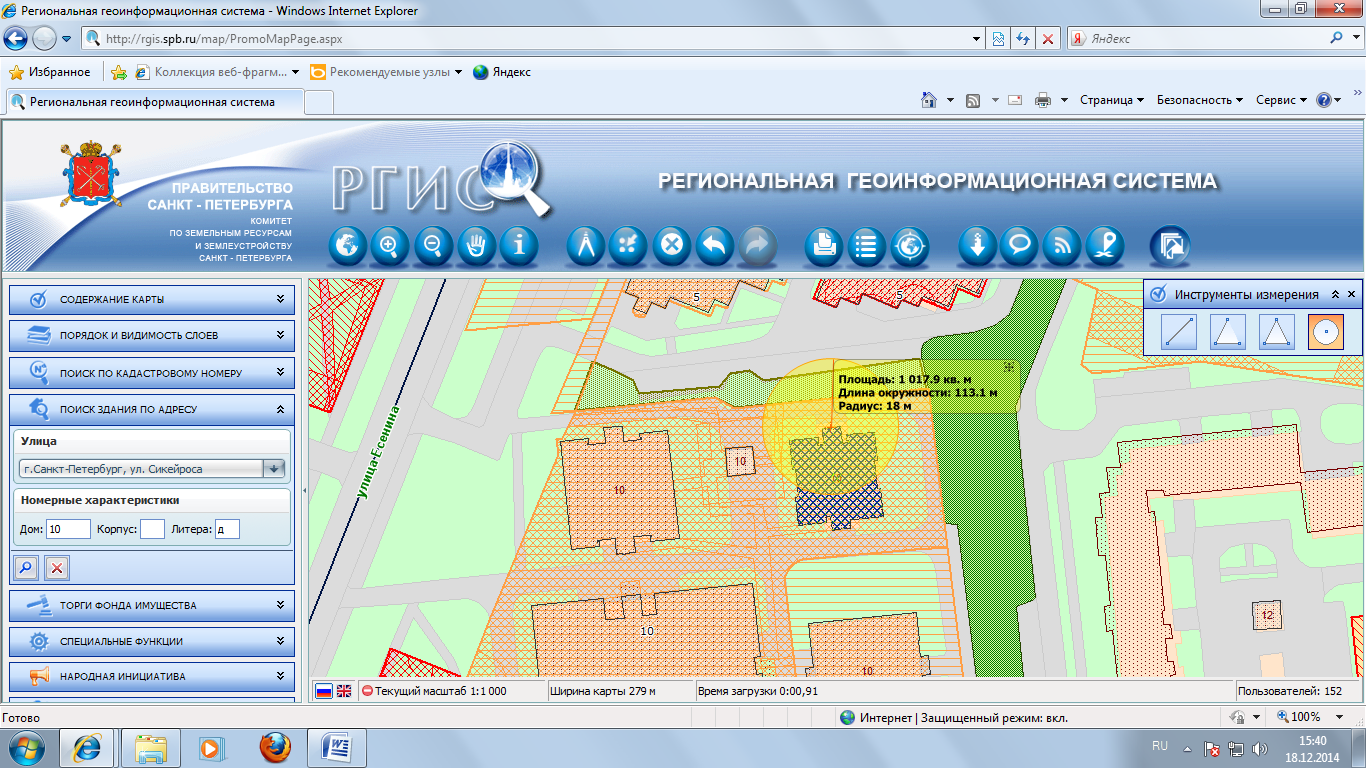 Региональная геоинформационная система - Windows Internet Explorer
http://rgis.spb.ru/map/PromoMapPage.aspx
Яндекс
Избранное
Коллекция веб-фрагм...
Рекомендуемые узлы
Яндекс
Региональная геоинформационная система
Страница
Безопасность
Сервис
ПРАВИТЕЛЬСТВО
САНКТ - ПЕТЕРБУРГА
КОМИТЕТ
ПО ЗЕМЕЛЬНЫМ РЕСУРСАМ
И ЗЕМЛЕУСТРОЙСТВУ
САНКТ - ПЕТЕРБУРГА
РГИС
РЕГИОНАЛЬНАЯ ГЕОИНФОРМАЦИОННАЯ СИСТЕМА
СОДЕРЖАНИЕ КАРТЫ
ПОРЯДОК И ВИДИМОСТЬ СЛОЕВ
ПОИСК ПО КАДАСТРОВОМУ НОМЕРУ
ПОИСК ЗДАНИЯ ПО АДРЕСУ
Улица
г.Санкт-Петербург, ул. Сикейроса
Номерные характеристики
Дом: 10 Корпус: Литера: д
ТОРГИ ФОНДА ИМУЩЕСТВА
СПЕЦИАЛЬНЫЕ ФУНКЦИИ
НАРОДНАЯ ИНИЦИАТИВА
Инструменты измерения
5
5
Площадь: 1 017.9 кв. м
Длина окружности: 113.1 м
Радиус: 18 м
улица Есенина
10
10
10
10
12
Текущий масштаб 1:1 000
Ширина карты 279 м
Время загрузки 0:00,91
Пользователей: 152
Готово
Интернет | Защищенный режим: вкл.
100%
RU
15:40
18.12.2014